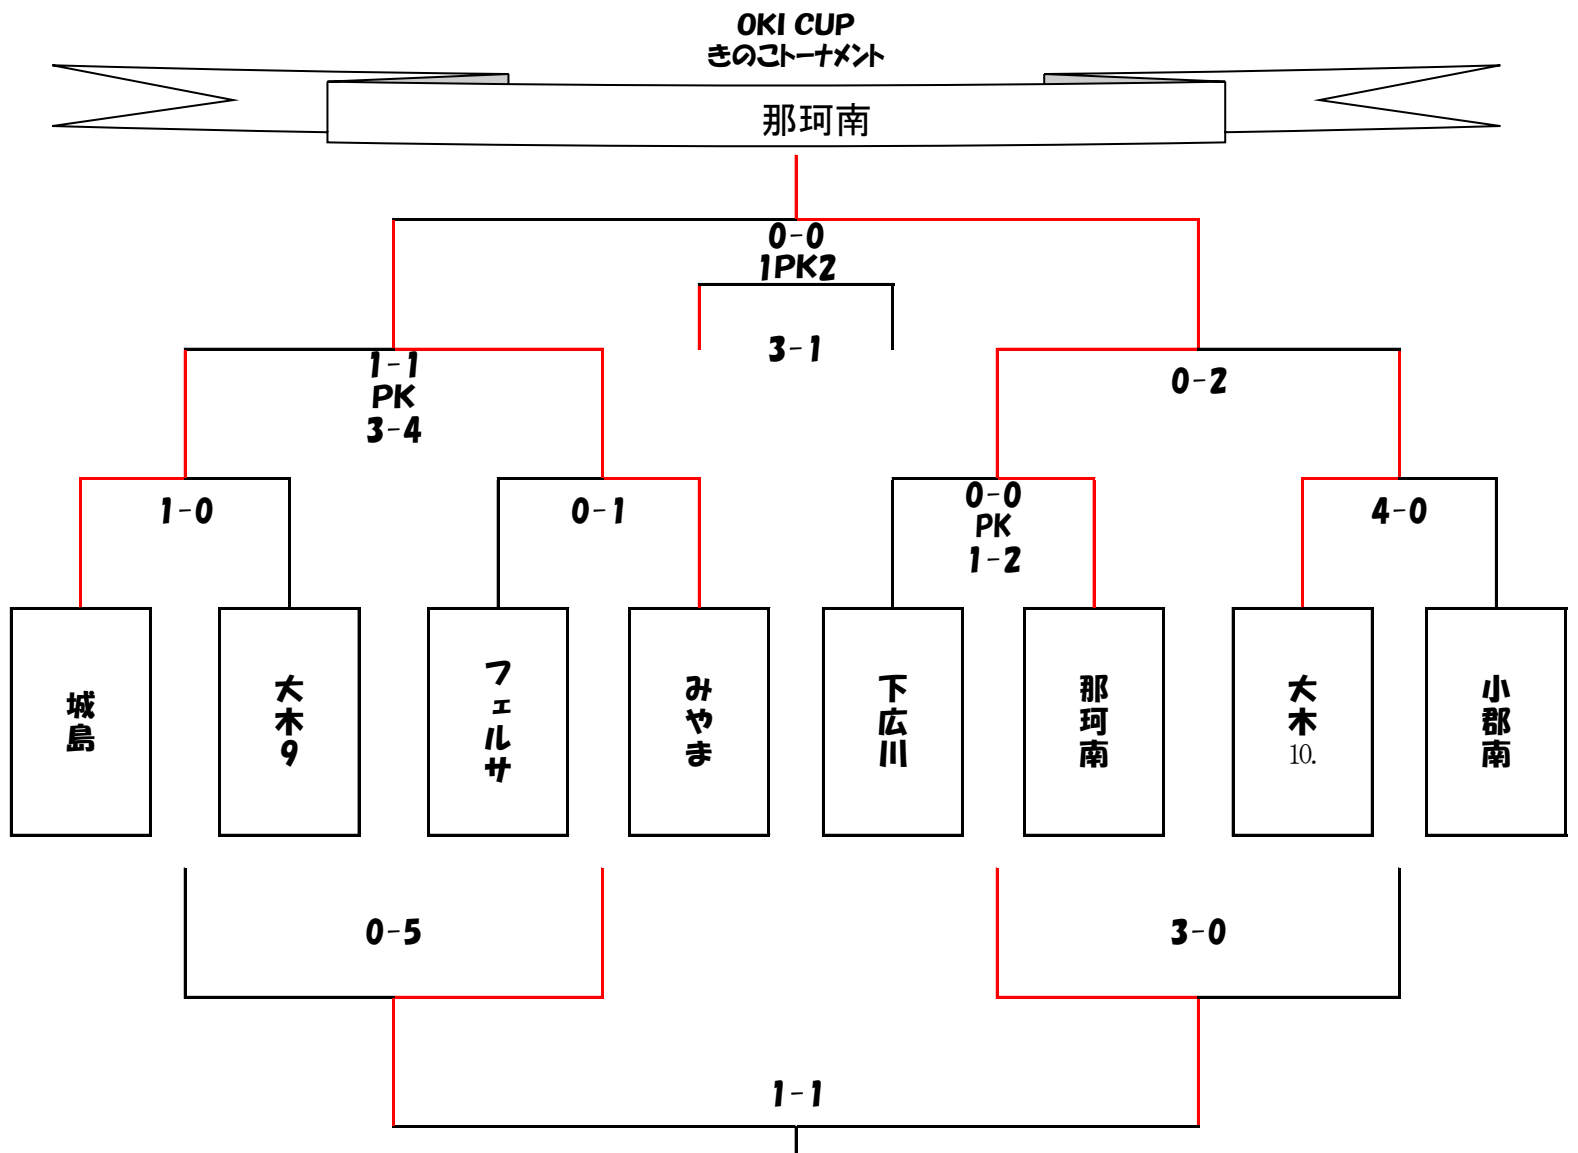 OKI CUP
きのこトーナメント
那珂南
0-0
1PK2
3-1
1-1
PK
3-4
0-2
1-0
0-1
0-0
PK
1-2
4-0
城島
大木9
フェルサ
みやま
下広川
那珂南
大木10.
小郡南
0-5
3-0
1-1